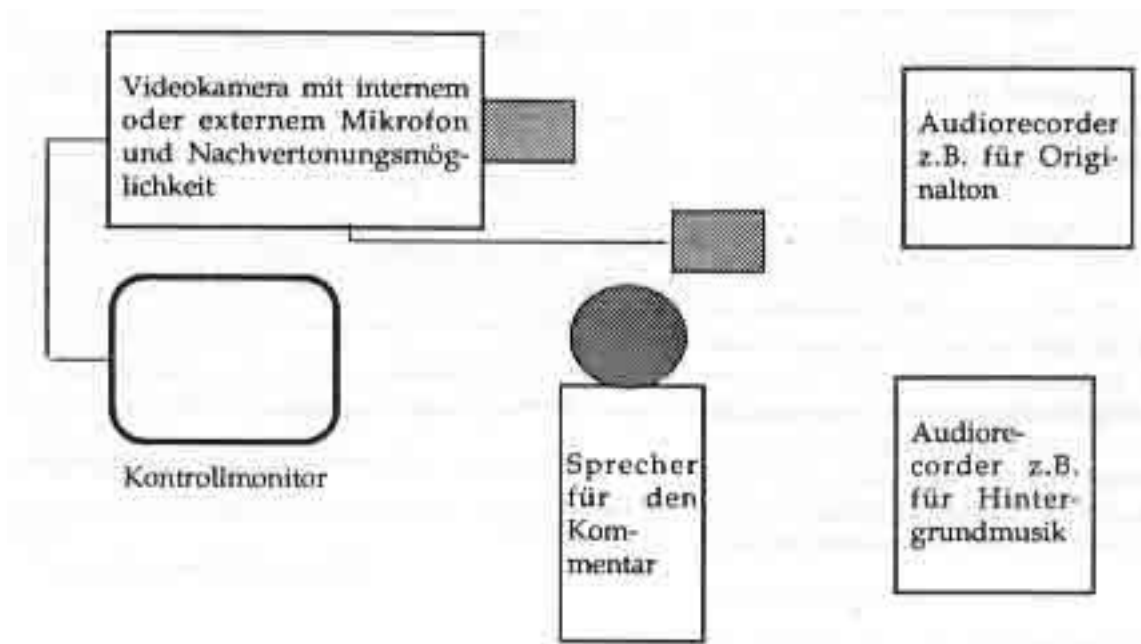 Videokamera mit internem
oder externem Mikrofon
und Nachvertonungsmög-
lichkeit
Audiorecorder
z.B. für Origi-
nalton
Kontrollmonitor
Sprecher
für den
Kom-
mentar
Audiore-
corder z.B.
für Hinter-
grundmusik